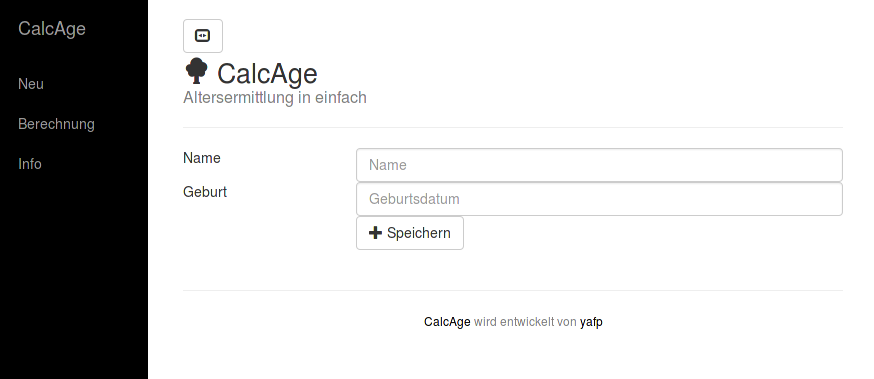 CalcAge
Neu
Berechnung
Info
CalcAge
Altersermittlung in einfach
Name
Name
Geburt
Geburtsdatum
Speichern
CalcAge wird entwickelt von yafp